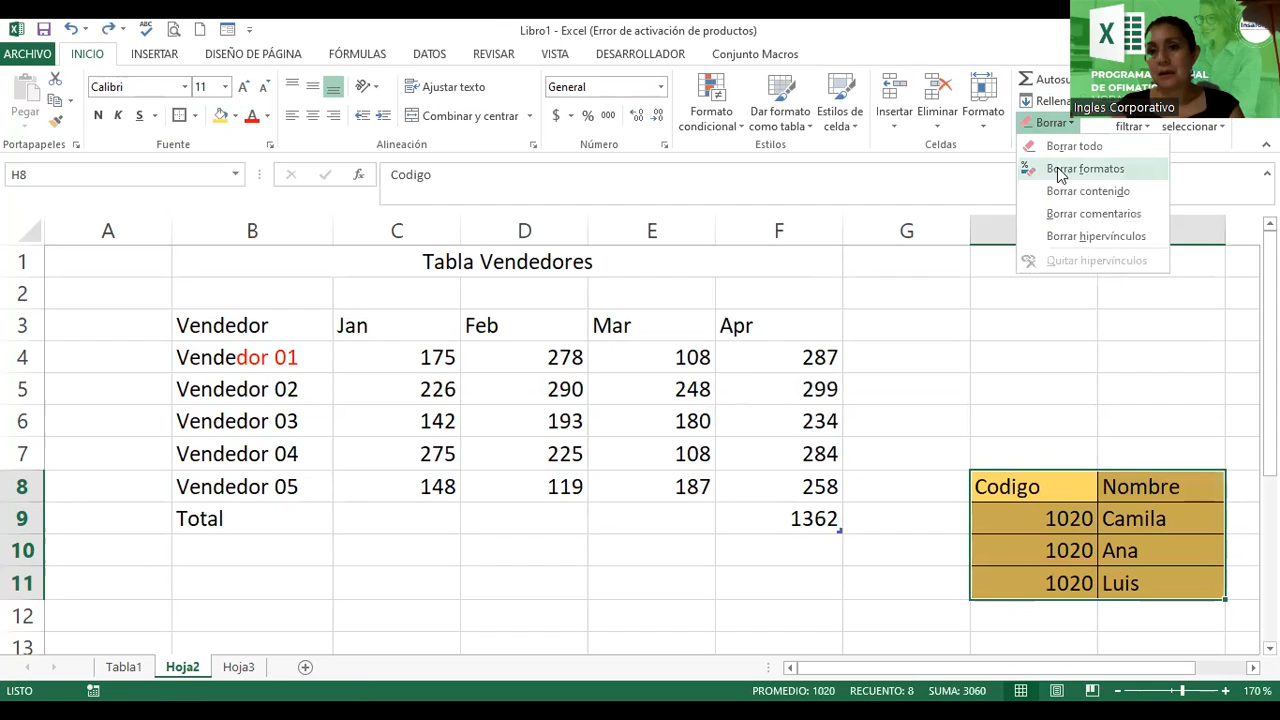 Libro1 - Excel (Error de activación de productos)
ARCHIVO INICIO INSERTAR DISEÑO DE PÁGINA FÓRMULAS DATOS REVISAR VISTA DESARROLLADOR Conjunto Macros
Pegar
Calibri 11
N K S
Ajustar texto
Combinar y centrar
General
$ % 000
Formato condicional
Dar formato como tabla
Estilos de celda
Insertar Eliminar Formato
Borrar
filtrar seleccionar
Portapapeles Fuente Alineación Número Estilos Celdas
PROGRAMA
DE OFIMATIC
Ingles Corporativo
Borrar todo
Borrar formatos
Borrar contenido
Borrar comentarios
Borrar hipervínculos
Quitar hipervínculos
H8 fx Codigo
A B C D E F G
1 Tabla Vendedores
2
3 Vendedor Jan Feb Mar Apr
4 Vendedor 01 175 278 108 287
5 Vendedor 02 226 290 248 299
6 Vendedor 03 142 193 180 234
7 Vendedor 04 275 225 108 284
8 Vendedor 05 148 119 187 258 Codigo Nombre
9 Total 1362 1020 Camila
10 1020 Ana
11 1020 Luis
12
13
Tabla1 Hoja2 Hoja3
LISTO PROMEDIO: 1020 RECUENTO: 8 SUMA: 3060 170 %